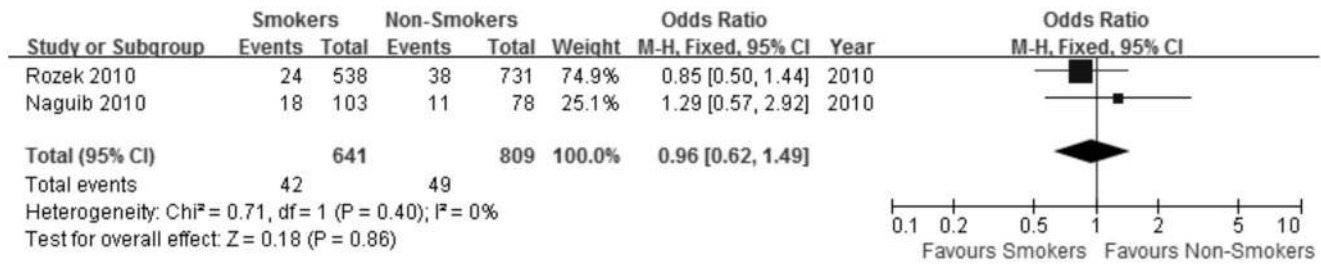 Smokers Non-Smokers Odds Ratio Odds Ratio
Study or Subgroup Events Total Events Total Weight M-H, Fixed, 95% CI Year M-H, Fixed, 95% CI
Rozek 2010 24 538 38 731 74.9% 0.85 [0.50, 1.44] 2010
Naguib 2010 18 103 11 78 25.1% 1.29 [0.57, 2.92] 2010
Total (95% CI) 641 809 100.0% 0.96 [0.62, 1.49]
Total events 42 49
Heterogeneity: Chi² = 0.71, df = 1 (P = 0.40); I² = 0%
Test for overall effect: Z = 0.18 (P = 0.86)
0.1 0.2 0.5 1 2 5 10
Favours Smokers Favours Non-Smokers